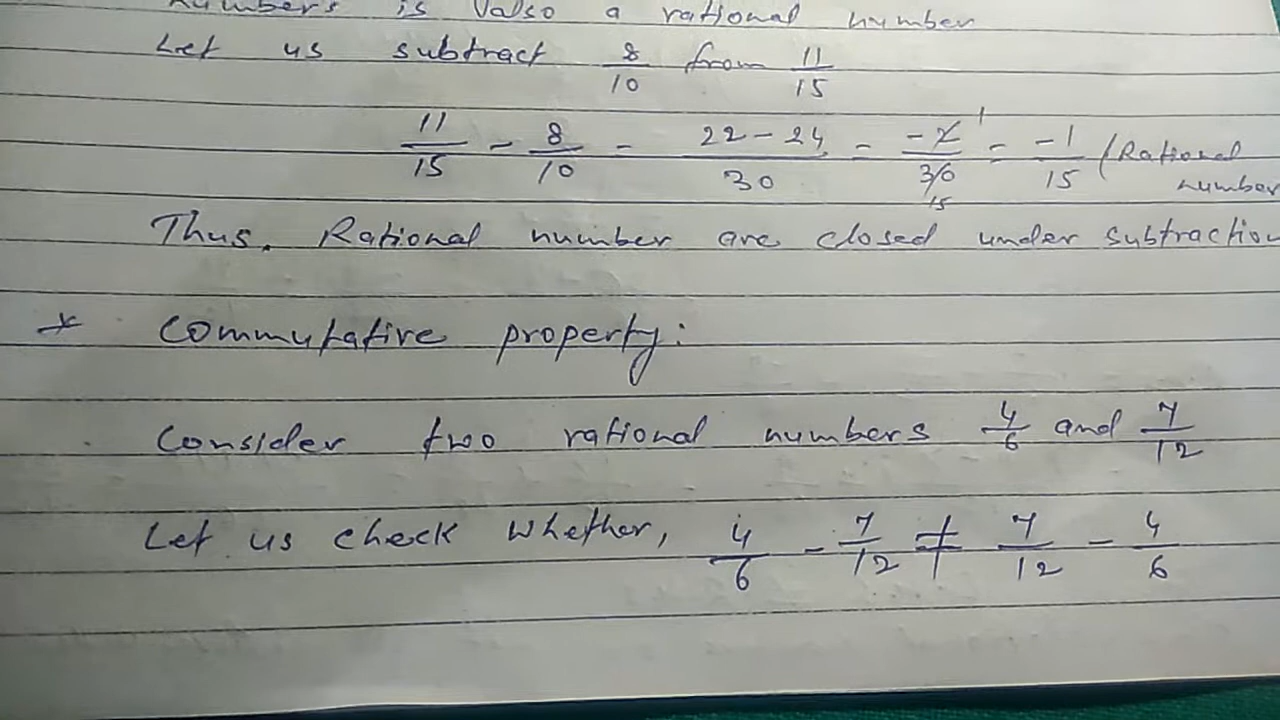 numbers is also a rational number
Let us subtract 8/10 from 11/15
11/15 - 8/10 = 22-24/30 = -2/30 = -1/15 (Rational number
Thus, Rational number are closed under subtraction
* Commutative property:
Consider two rational numbers 4/6 and 7/12
Let us check whether, 4/6 - 7/12 ≠ 7/12 - 4/6